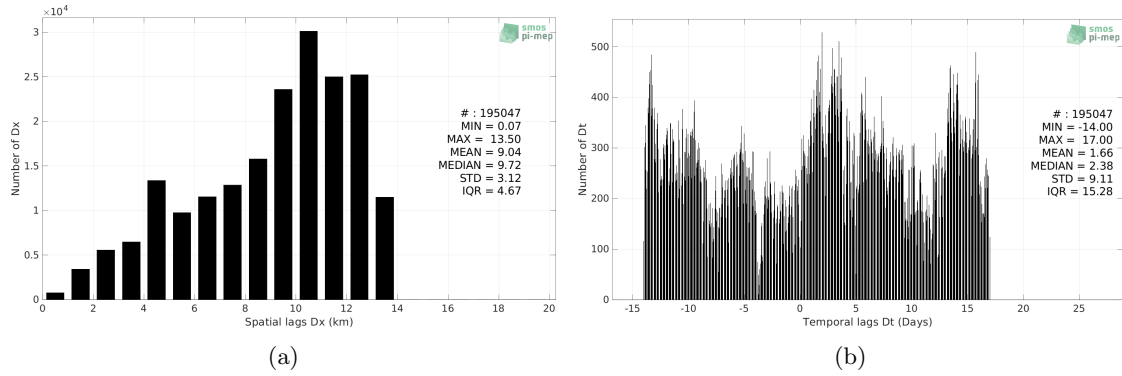 ×10⁴
3
2.5
2
1.5
1
0.5
0
Number of Dx
0 2 4 6 8 10 12 14 16 18 20
Spatial lags Dx (km)
smos
pi-mep
# : 195047
MIN = 0.07
MAX = 13.50
MEAN = 9.04
MEDIAN = 9.72
STD = 3.12
IQR = 4.67
(a)
500
400
300
200
100
0
Number of Dt
-15 -10 -5 0 5 10 15 20 25
Temporal lags Dt (Days)
smos
pi-mep
# : 195047
MIN = -14.00
MAX = 17.00
MEAN = 1.66
MEDIAN = 2.38
STD = 9.11
IQR = 15.28
(b)